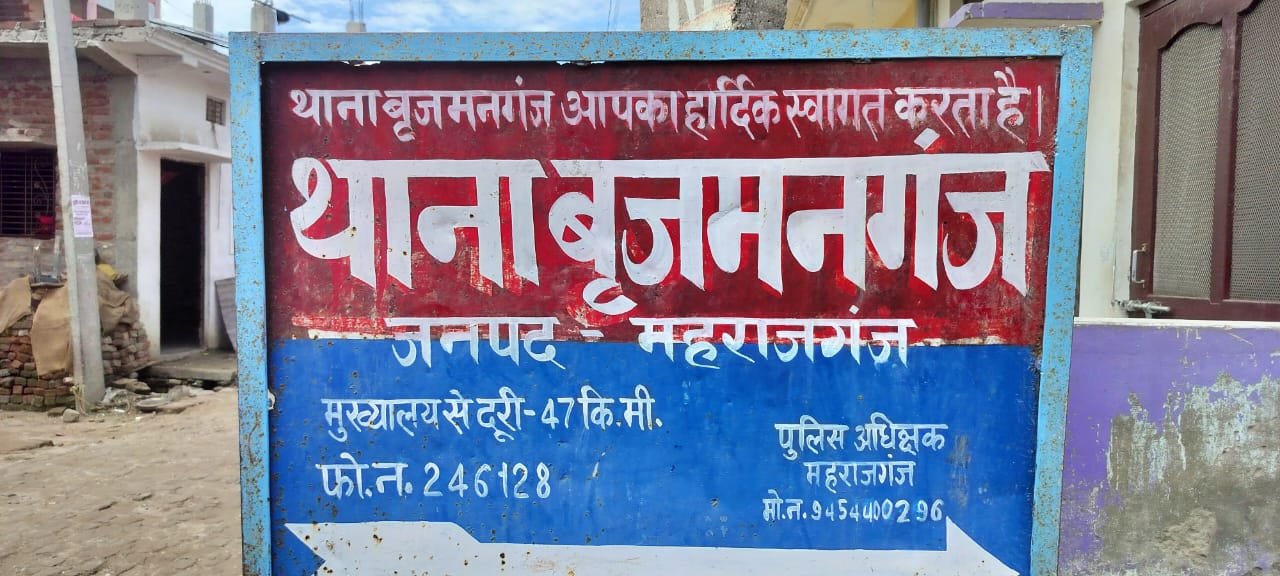 थाना बृजमनगंज आपका हार्दिक स्वागत करता है।
थाना बृजमनगंज
जनपद - महराजगंज
मुख्यालय से दूरी-47 कि.मी.
फो.न. 246128
पुलिस अधिक्षक
महराजगंज
मो.न. 9454400296